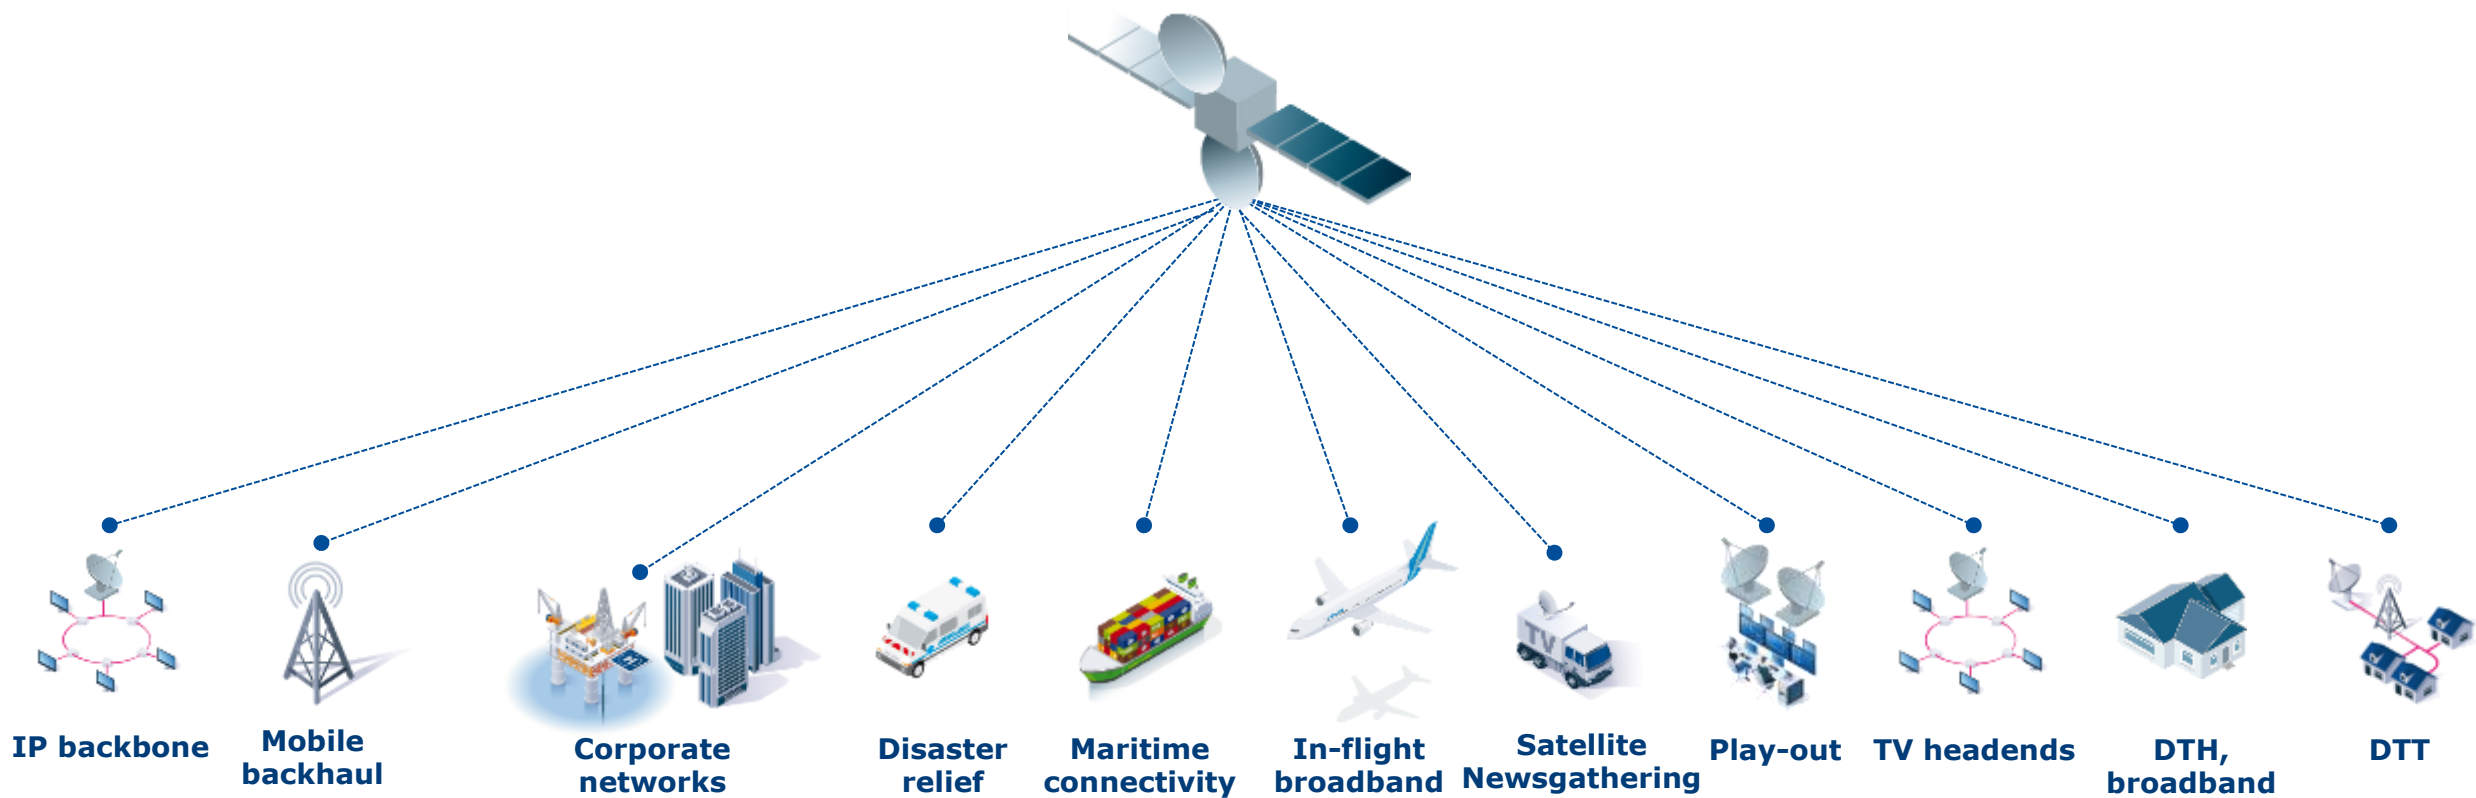 TV
IP backbone
Mobile
backhaul
Corporate
networks
Disaster
relief
Maritime
connectivity
In-flight
broadband
Satellite
Newsgathering
Play-out
TV headends
DTH,
broadband
DTT